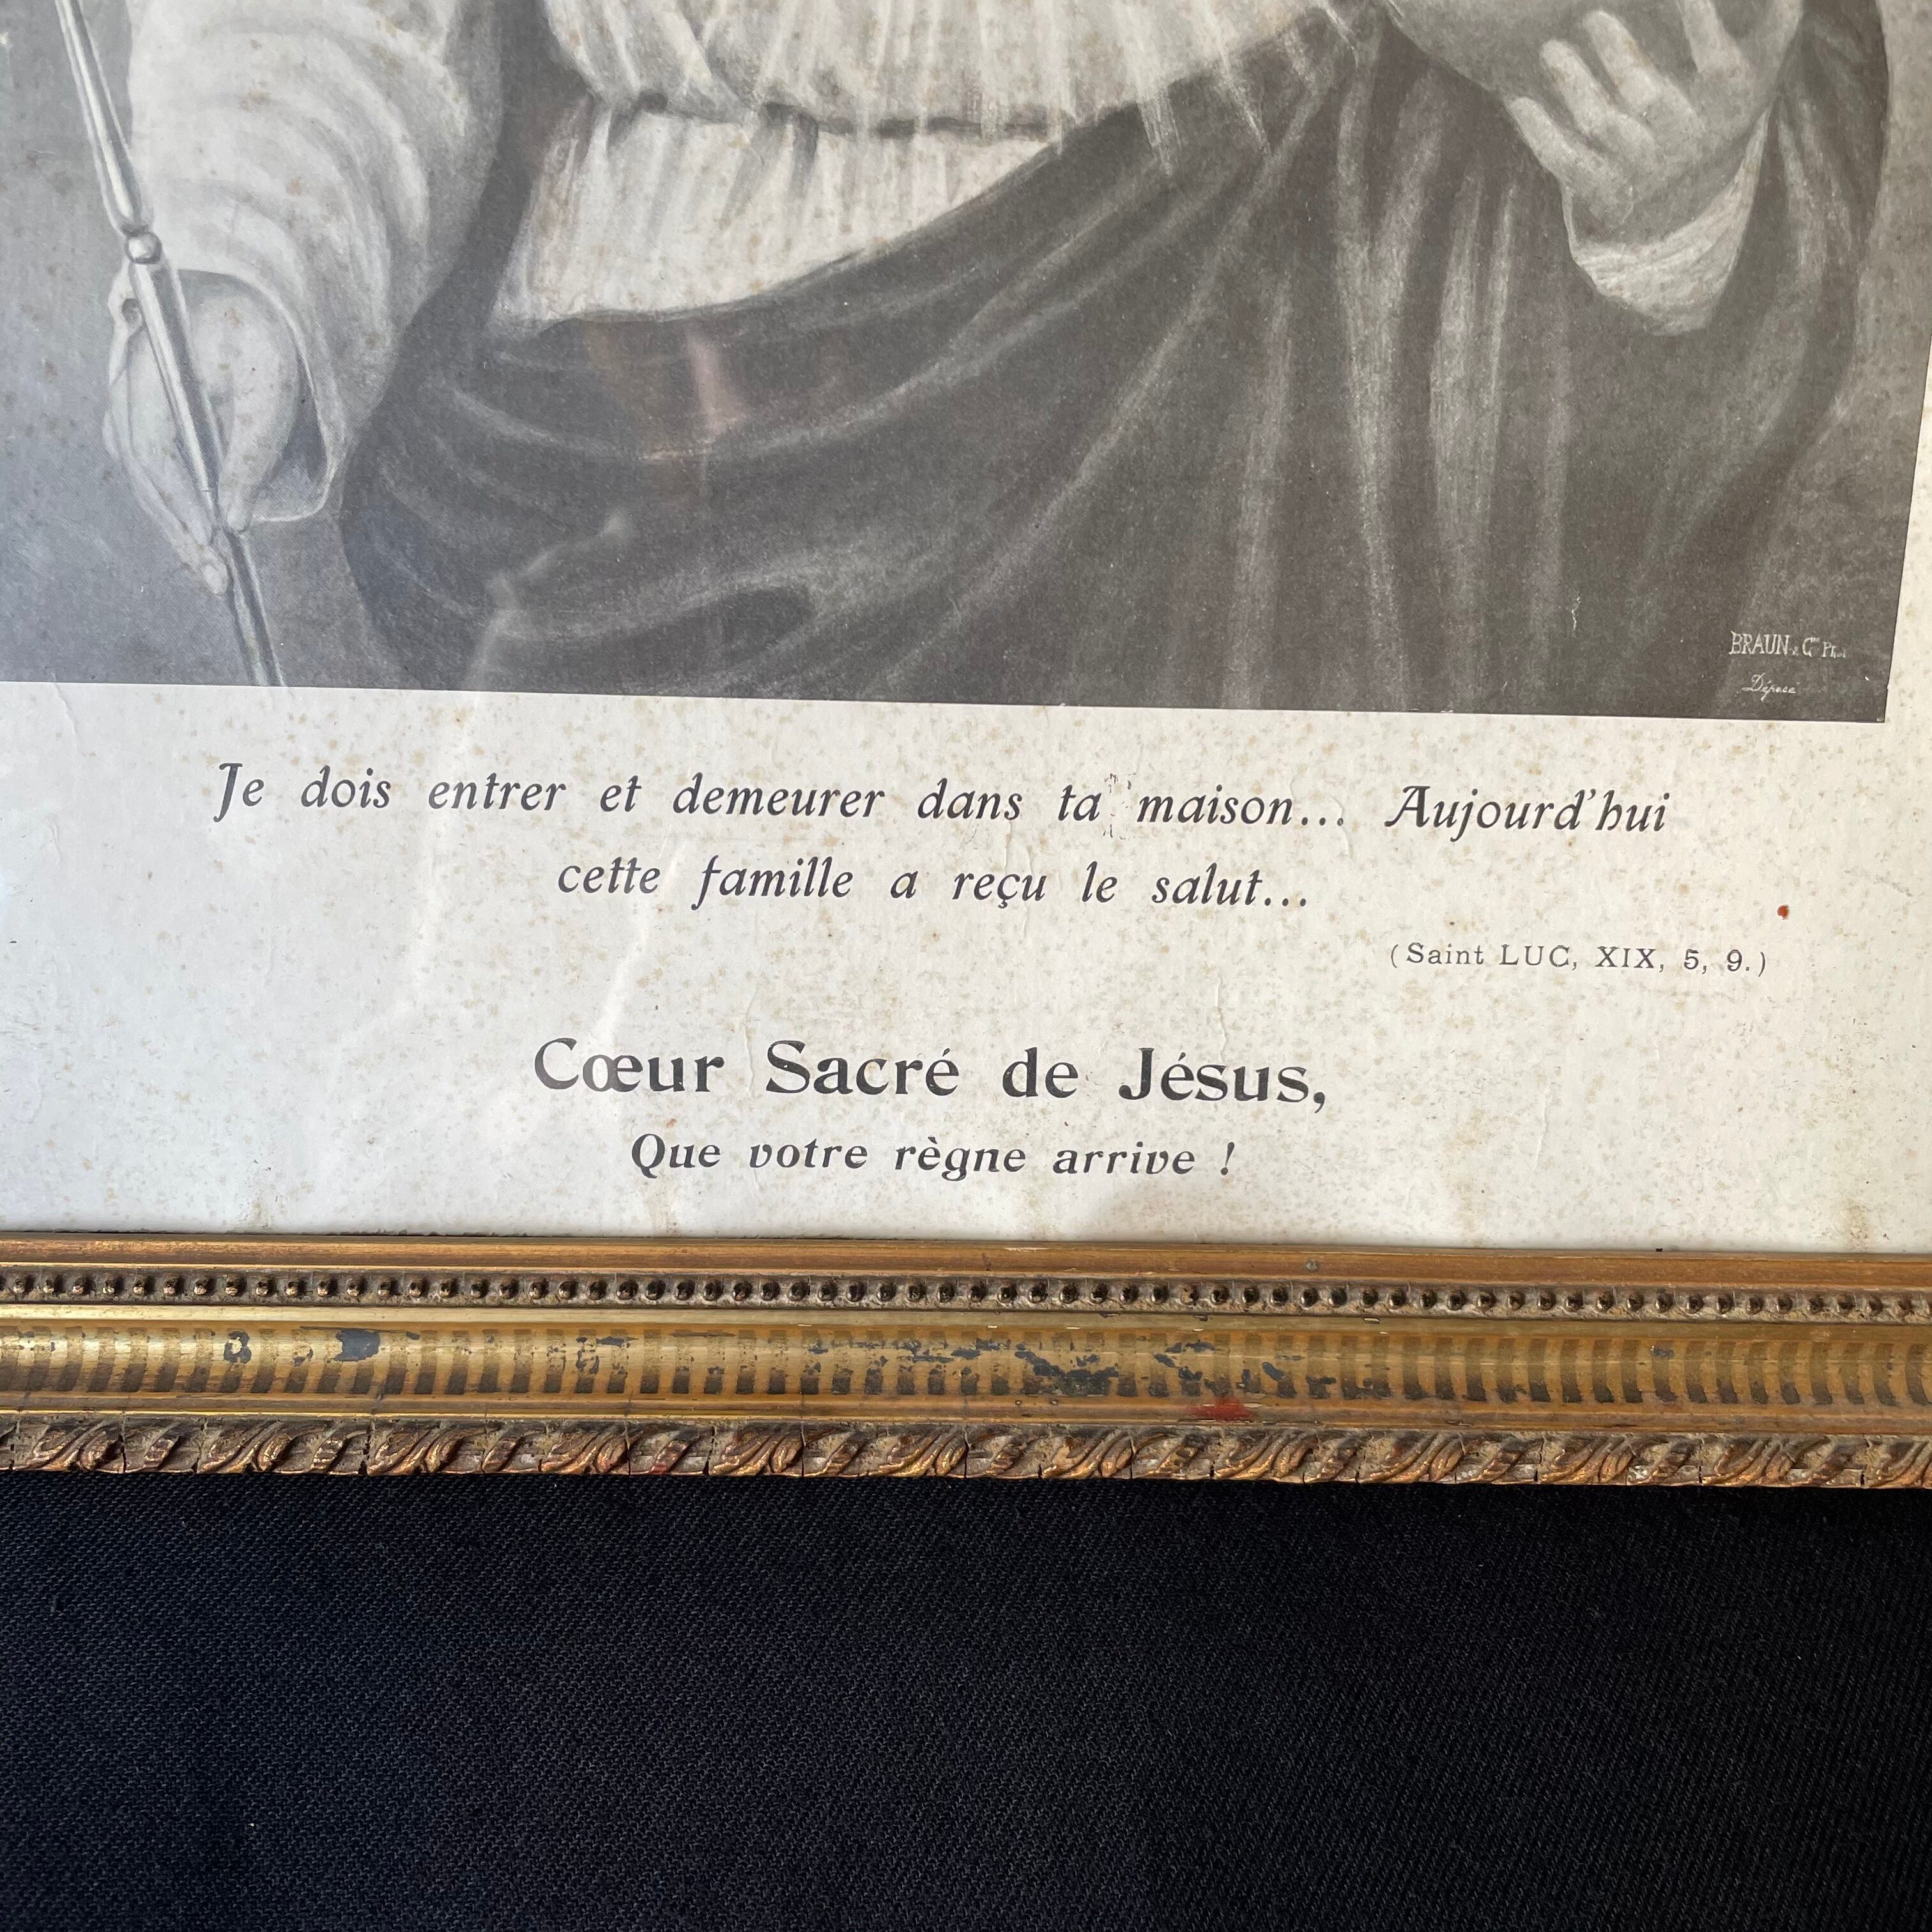 BRAUN & Cie
Déposé
Je dois entrer et demeurer dans ta maison... Aujourd'hui
cette famille a reçu le salut...
(Saint LUC, XIX, 5, 9.)
Cœur Sacré de Jésus,
Que votre règne arrive !